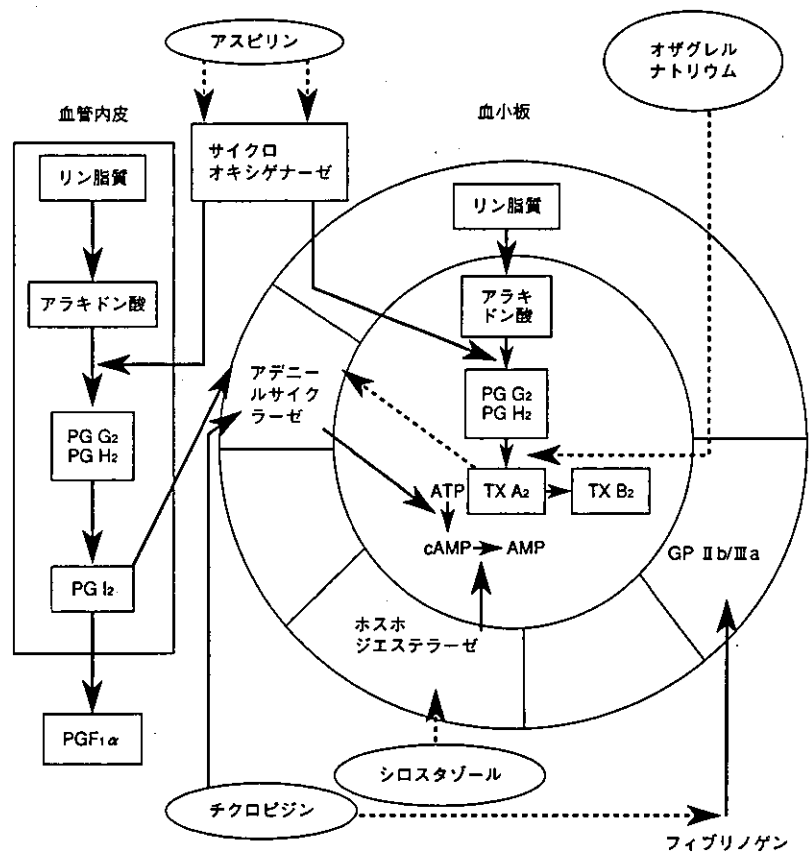 アスピリン
オザグレル
ナトリウム
血管内皮
血小板
サイクロ
オキシゲナーゼ
リン脂質
リン脂質
アラキドン酸
アラキ
ドン酸
アデニー
ルサイク
ラーゼ
PG G₂
PG H₂
PG G₂
PG H₂
ATP
TX A₂
TX B₂
cAMP
AMP
GP Ⅱb/Ⅲa
PG I₂
ホスホ
ジエステラーゼ
PGF₁α
シロスタゾール
チクロピジン
フィブリノゲン